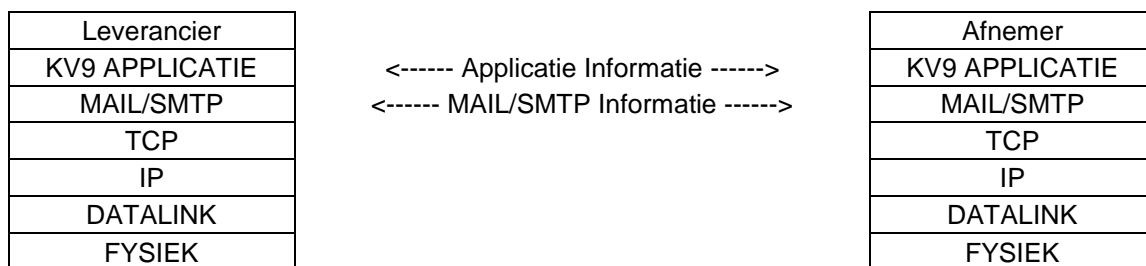 Leverancier Afnemer
KV9 APPLICATIE <------ Applicatie Informatie ------> KV9 APPLICATIE
MAIL/SMTP <------ MAIL/SMTP Informatie ------> MAIL/SMTP
TCP TCP
IP IP
DATALINK DATALINK
FYSIEK FYSIEK